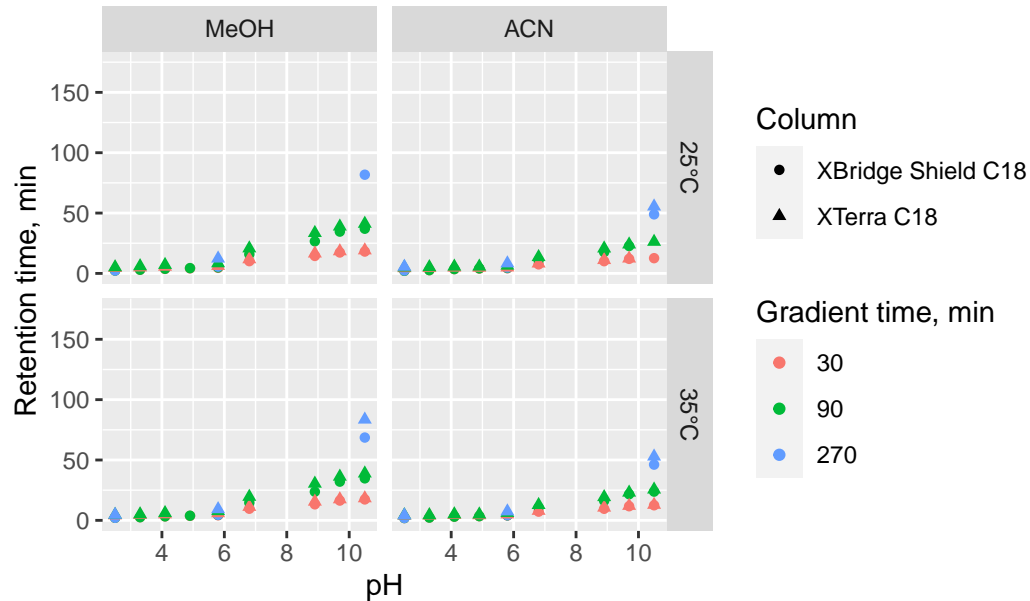 MeOH
ACN
150
100
50
0
25°C
150
100
50
0
35°C
4
6
8
10
4
6
8
10
pH
Retention time, min
Column
XBridge Shield C18
XTerra C18
Gradient time, min
30
90
270